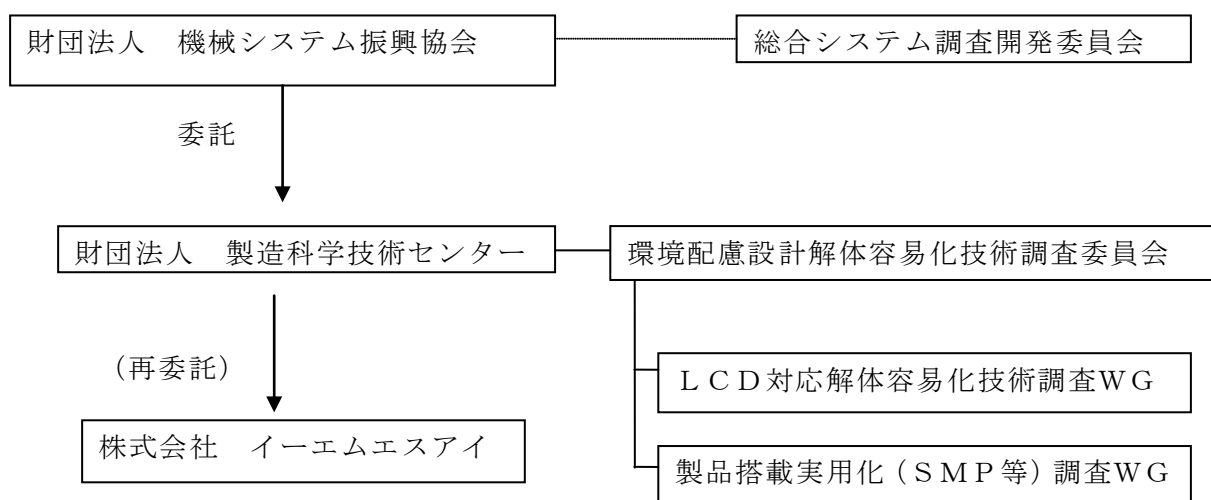 財団法人　機械システム振興協会
総合システム調査開発委員会
委託
財団法人　製造科学技術センター
環境配慮設計解体容易化技術調査委員会
（再委託）
ＬＣＤ対応解体容易化技術調査ＷＧ
株式会社　イーエムエスアイ
製品搭載実用化（ＳＭＰ等）調査ＷＧ